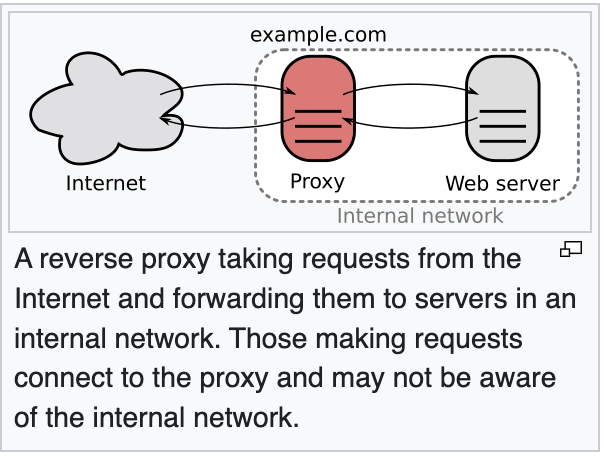 example.com
Internet
Proxy
Web server
Internal network
A reverse proxy taking requests from the
Internet and forwarding them to servers in an
internal network. Those making requests
connect to the proxy and may not be aware
of the internal network.